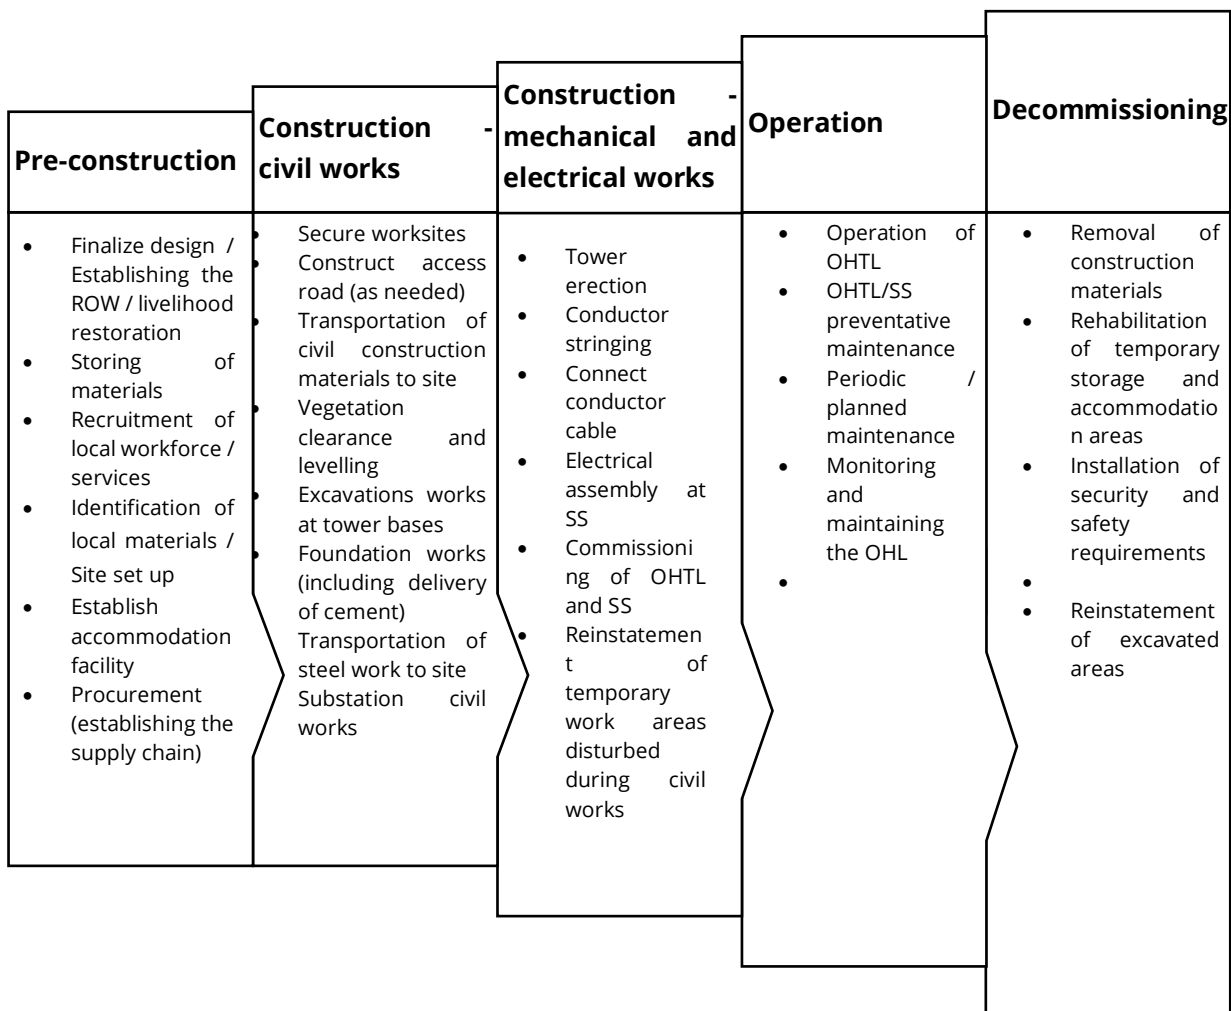 Pre-construction
• Finalize design /
Establishing the
ROW / livelihood
restoration
• Storing of
materials
• Recruitment of
local workforce /
services
• Identification of
local materials /
Site set up
• Establish
accommodation
facility
• Procurement
(establishing the
supply chain)
Construction -
civil works
• Secure worksites
• Construct access
road (as needed)
• Transportation of
civil construction
materials to site
• Vegetation
clearance and
levelling
• Excavations works
at tower bases
• Foundation works
(including delivery
of cement)
Transportation of
steel work to site
Substation civil
works
Construction -
mechanical and
electrical works
• Tower
erection
• Conductor
stringing
• Connect
conductor
cable
• Electrical
assembly at
SS
• Commissioni
ng of OHTL
and SS
• Reinstatemen
t of
temporary
work areas
disturbed
during civil
works
Operation
• Operation of
OHTL
• OHTL/SS
preventative
maintenance
• Periodic /
planned
maintenance
• Monitoring
and
maintaining
the OHL
•
Decommissioning
• Removal of
construction
materials
• Rehabilitation
of temporary
storage and
accommodatio
n areas
• Installation of
security and
safety
requirements
•
• Reinstatement
of excavated
areas